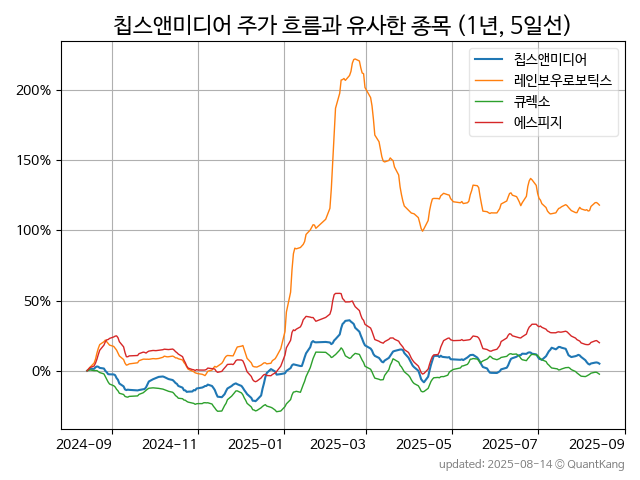 칩스앤미디어 주가 흐름과 유사한 종목 (1년, 5일선)
칩스앤미디어
레인보우로보틱스
큐렉소
에스피지
200%
150%
100%
50%
0%
2024-09 2024-11 2025-01 2025-03 2025-05 2025-07 2025-09
updated: 2025-08-14 © QuantKang